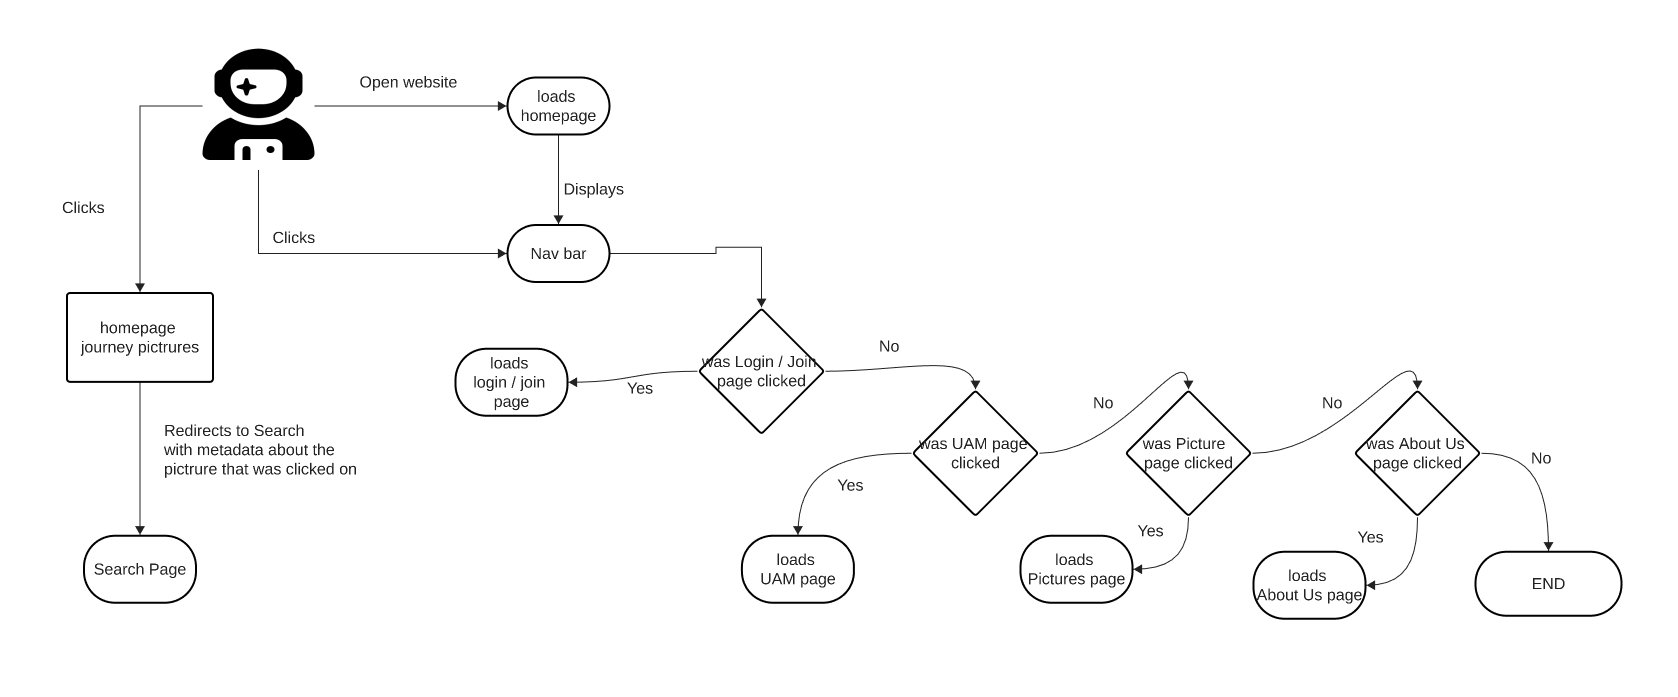 Open website
loads
homepage
Clicks
Displays
Clicks
Nav bar
homepage
journey pictrures
loads
login / join
page
Yes
was Login / Join
page clicked
No
Redirects to Search
with metadata about the
pictrure that was clicked on
was UAM page
clicked
No
was Picture
page clicked
No
was About Us
page clicked
No
Yes
Yes
Yes
Search Page
loads
UAM page
loads
Pictures page
loads
About Us page
END